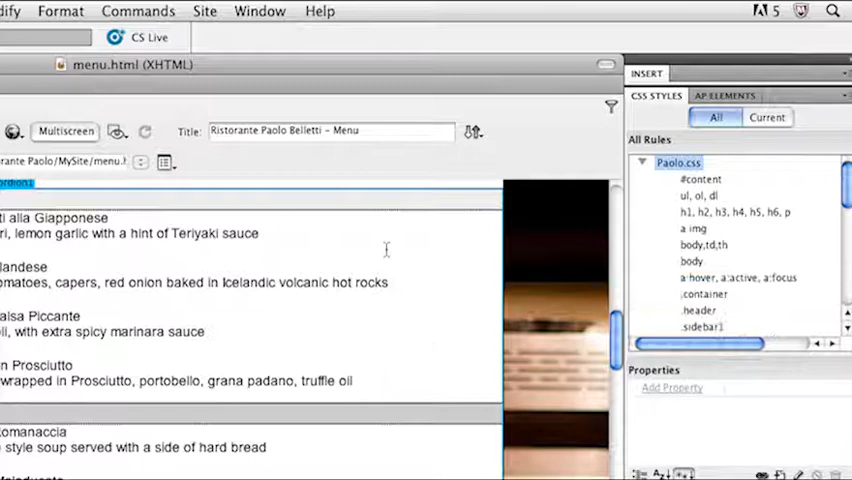 dify Format Commands Site Window Help 5
CS Live
menu.html (XHTML)
INSERT
CSS STYLES AP ELEMENTS
Multiscreen Title: Ristorante Paolo Belletti - Menu
All Current
All Rules
rante Paolo/MySite/menu.h
ordion1
Paolo.css
#content
ul, ol, dl
h1, h2, h3, h4, h5, h6, p
a img
body,td,th
body
a:hover, a:active, a:focus
.container
.header
.sidebar1
ti alla Giapponese
ri, lemon garlic with a hint of Teriyaki sauce
landese
omatoes, capers, red onion baked in Icelandic volcanic hot rocks
alsa Piccante
oli, with extra spicy marinara sauce
n Prosciutto
wrapped in Prosciutto, portobello, grana padano, truffle oil
Romanaccia
style soup served with a side of hard bread
Properties
Add Property